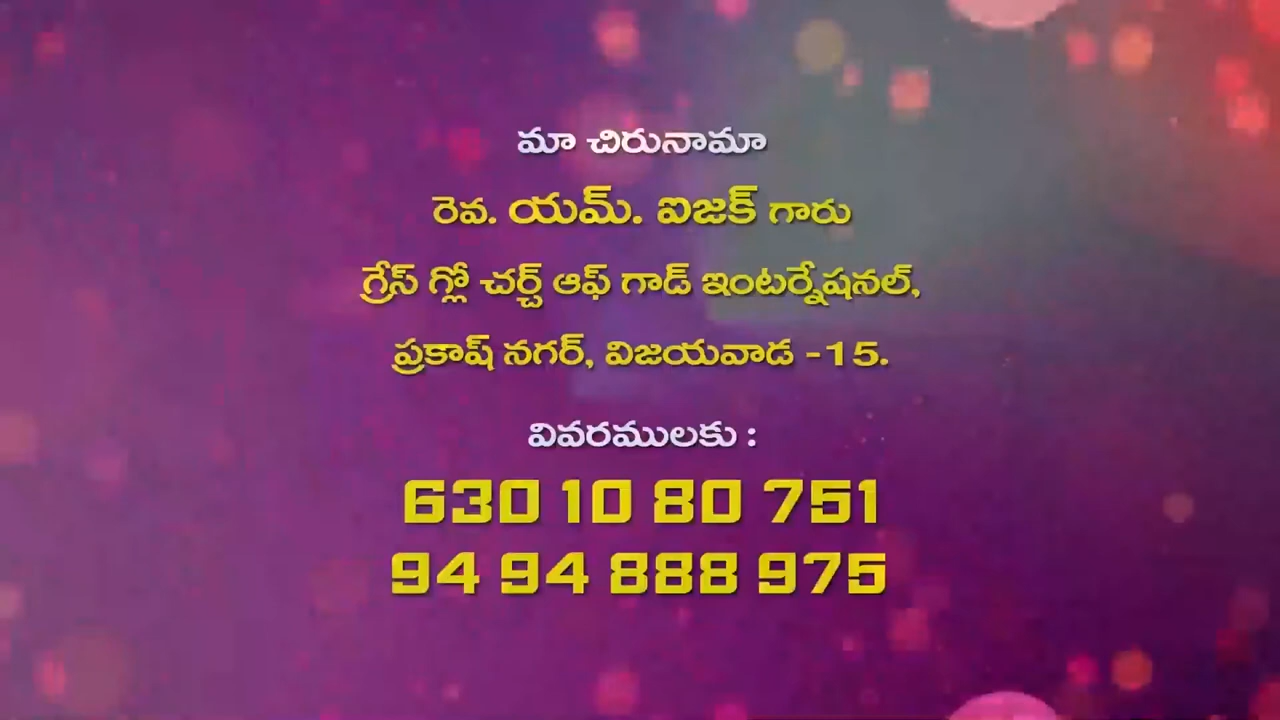 మా చిరునామా
రెవ. యమ్. ఐజక్ గారు
గ్రేస్ గ్లో చర్చ్ ఆఫ్ గాడ్ ఇంటర్నేషనల్,
ప్రకాష్ నగర్, విజయవాడ -15.
వివరములకు :
630 10 80 751
94 94 888 975